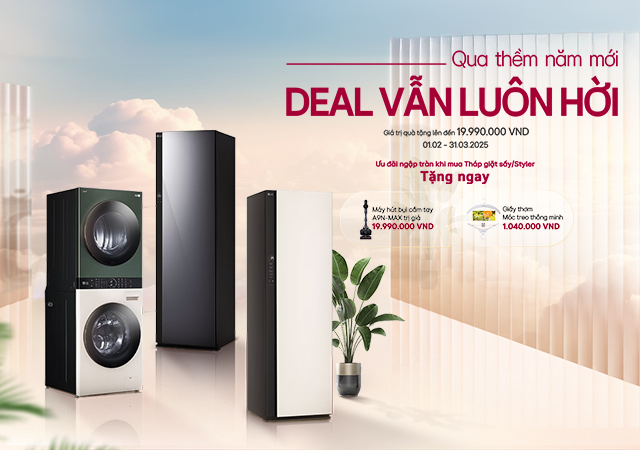 Qua thềm năm mới
DEAL VẪN LUÔN HỜI
Giá trị quà tặng lên đến 19.990.000 VND
01.02 - 31.03.2025
Ưu đãi ngập tràn khi mua Tháp giặt sấy/Styler
Tặng ngay
Máy hút bụi cầm tay
A9N-MAX trị giá
19.990.000 VND
Giấy thơm
Móc treo thông minh
1.040.000 VND
LG